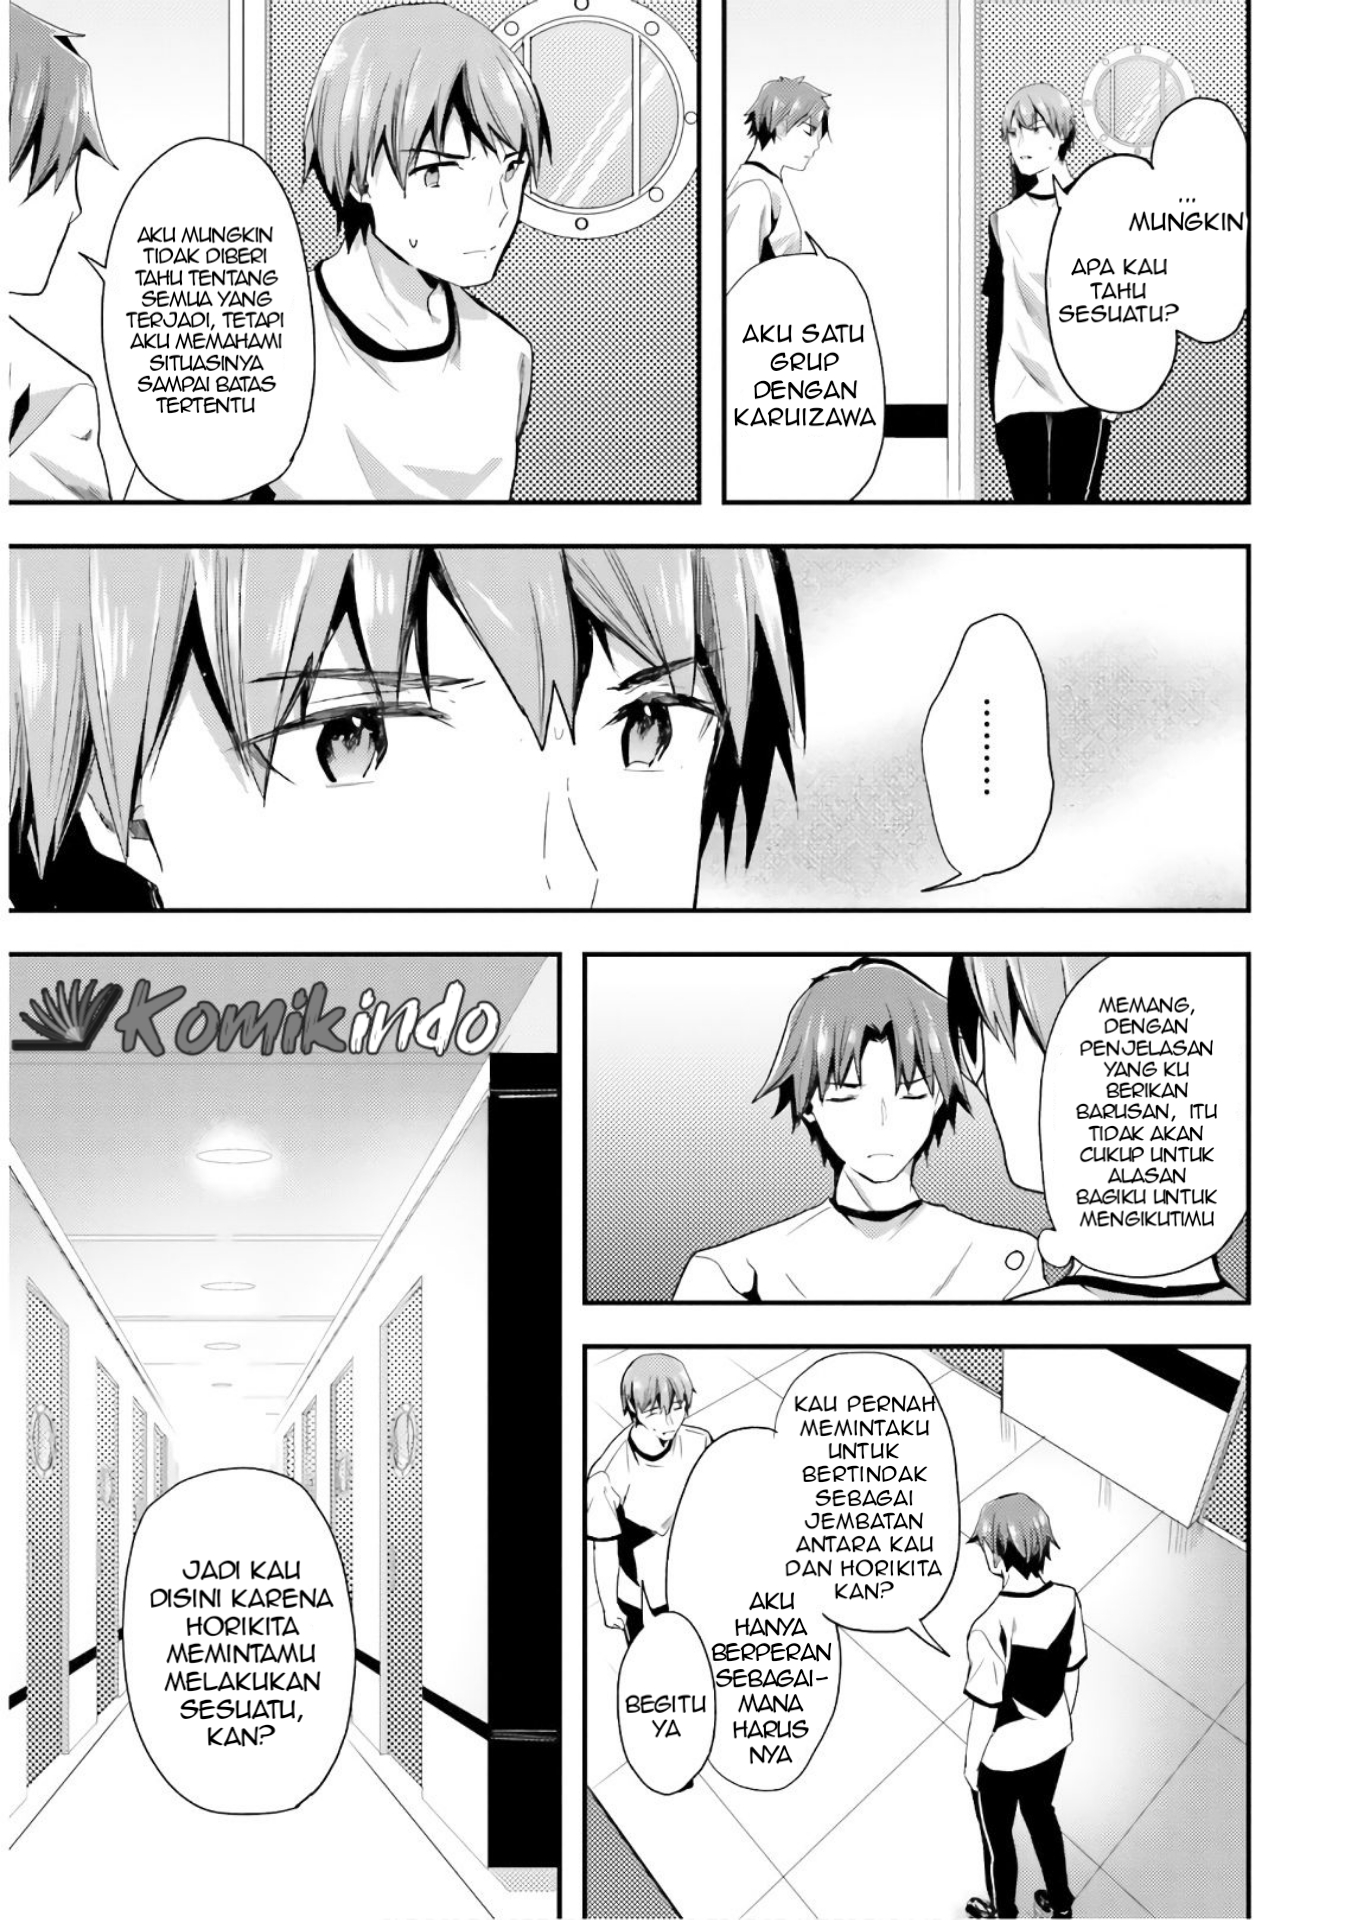 ...
MUNGKIN
APA KAU
TAHU
SESUATU?
AKU SATU
GRUP
DENGAN
KARUIZAWA
AKU MUNGKIN
TIDAK DIBERI
TAHU TENTANG
SEMUA YANG
TERJADI, TETAPI
AKU MEMAHAMI
SITUASINYA
SAMPAI BATAS
TERTENTU
.........
MEMANG,
DENGAN
PENJELASAN
YANG KU
BERIKAN
BARUSAN, ITU
TIDAK AKAN
CUKUP UNTUK
ALASAN
BAGIKU UNTUK
MENGIKUTIMU
KAU PERNAH
MEMINTAKU
UNTUK
BERTINDAK
SEBAGAI
JEMBATAN
ANTARA KAU
DAN HORIKITA
KAN?
AKU
HANYA
BERPERAN
SEBAGAI-
MANA
HARUS
NYA
BEGITU
YA
Komikindo
JADI KAU
DISINI KARENA
HORIKITA
MEMINTAMU
MELAKUKAN
SESUATU,
KAN?